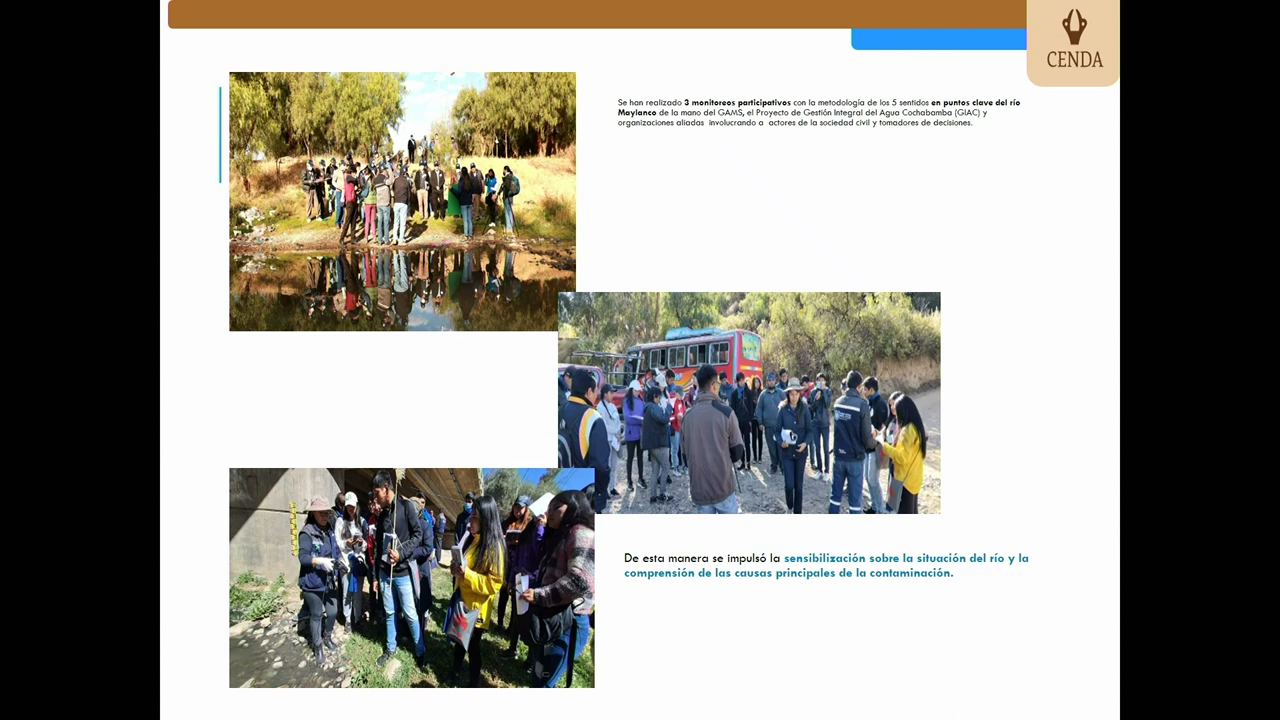 CENDA
Se han realizado 3 monitoreos participativos con la metodología de los 5 sentidos en puntos clave del río
Maylanco de la mano del GAMS, el Proyecto de Gestión Integral del Agua Cochabamba (GIAC) y
organizaciones aliadas involucrando a actores de la sociedad civil y tomadores de decisiones.
De esta manera se impulsó la sensibilización sobre la situación del río y la
comprensión de las causas principales de la contaminación.